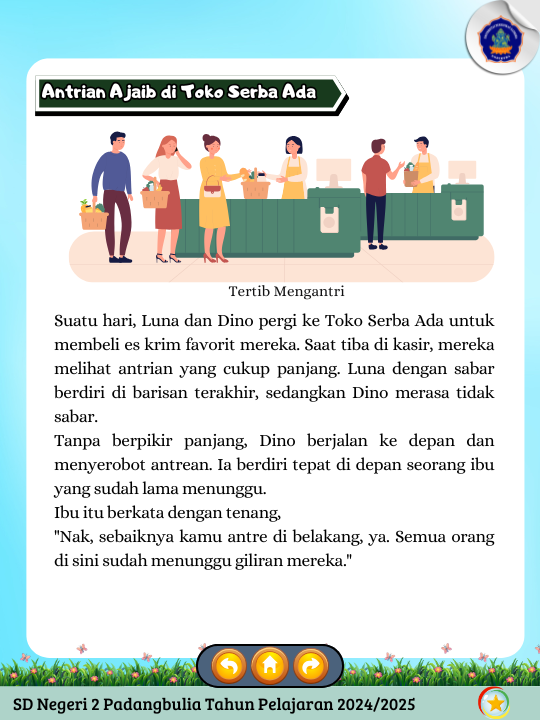 Antrian Ajaib di Toko Serba Ada
Tertib Mengantri
Suatu hari, Luna dan Dino pergi ke Toko Serba Ada untuk
membeli es krim favorit mereka. Saat tiba di kasir, mereka
melihat antrian yang cukup panjang. Luna dengan sabar
berdiri di barisan terakhir, sedangkan Dino merasa tidak
sabar.
Tanpa berpikir panjang, Dino berjalan ke depan dan
menyerobot antrean. Ia berdiri tepat di depan seorang ibu
yang sudah lama menunggu.
Ibu itu berkata dengan tenang,
"Nak, sebaiknya kamu antre di belakang, ya. Semua orang
di sini sudah menunggu giliran mereka."
SD Negeri 2 Padangbulia Tahun Pelajaran 2024/2025